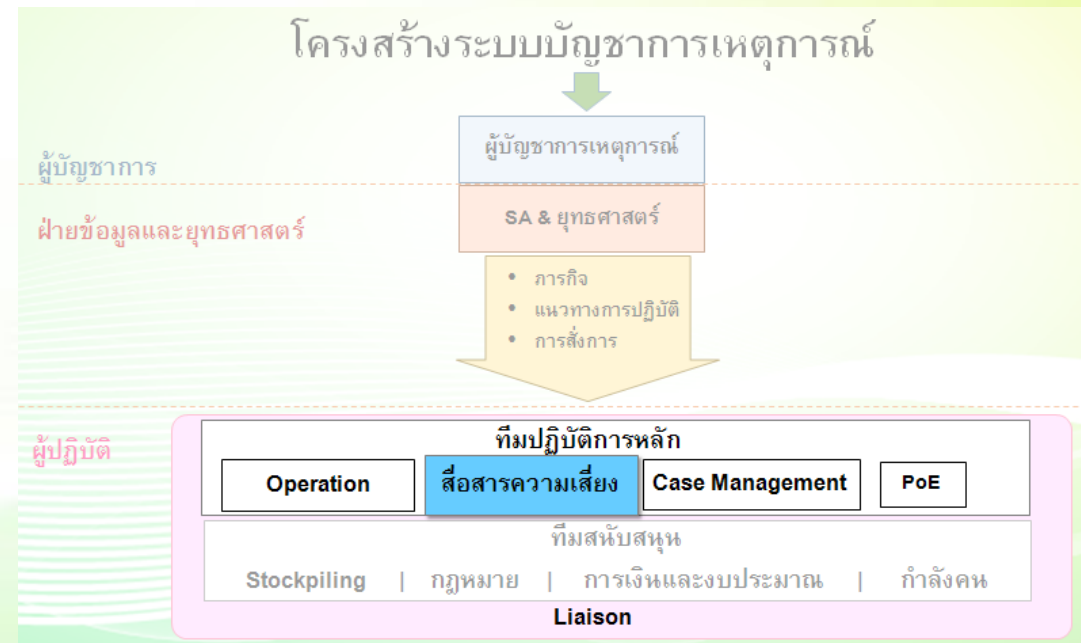 โครงสร้างระบบบัญชาการเหตุการณ์
ผู้บัญชาการเหตุการณ์
ผู้บัญชาการ
SA & ยุทธศาสตร์
ฝ่ายข้อมูลและยุทธศาสตร์
• ภารกิจ
• แนวทางการปฏิบัติ
• การสั่งการ
ผู้ปฏิบัติ
ทีมปฏิบัติการหลัก
Operation สื่อสารความเสี่ยง Case Management PoE
ทีมสนับสนุน
Stockpiling | กฎหมาย | การเงินและงบประมาณ | กำลังคน
Liaison